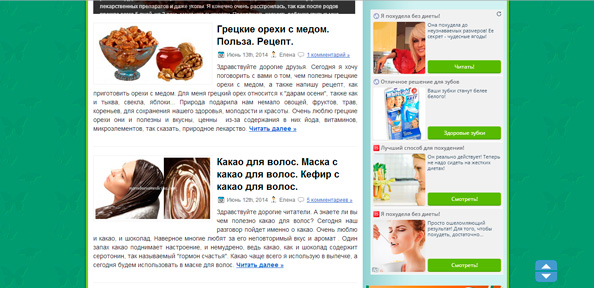 лекарственных препаратов и даже уколы. Я конечно очень расстроилась, так как после родов
Грецкие орехи с медом.
Польза. Рецепт.
Июнь 13th, 2014 Елена 1 комментарий »
Здравствуйте дорогие друзья. Сегодня я хочу
поговорить с вами о том, чем полезны грецкие
орехи с медом, а также напишу рецепт, как
приготовить орехи с медом. Для меня грецкий орех относится к "дарам осени", также как
и тыква, свекла, яблоки... Природа подарила нам немало овощей, фруктов, трав,
кореньев, для сохранения нашего здоровья, молодости и красоты. Очень люблю грецкие
орехи они и полезны и вкусны, ценны из-за содержания в них йода, витаминов,
микроэлементов, так сказать, природное лекарство. Читать далее »
Какао для волос. Маска с
какао для волос. Кефир с
какао для волос.
Июнь 12th, 2014 Елена 5 комментариев »
Здравствуйте дорогие читатели. А знаете ли вы
чем полезно какао для волос? Сегодня наш
разговор пойдет именно о какао. Очень люблю
и какао, и шоколад. Наверное многие любят за его неповторимый вкус и аромат. Один
запах какао поднимает настроение, и немудрено, ведь какао, как и шоколад содержит
серотонин, так называемый "гормон счастья". Какао чаще всего я использую в выпечке, а
сегодня будем использовать в маске для волос. Читать далее »
Я похудела без диеты!
Она похудела до
неузнаваемых размеров! Ее
секрет - чудесные ягоды!
Читать!
Отличное решение для зубов
Ваши зубки станут белее
белого!
Здоровые зубки
Лучший способ для похудения!
Он реально действует! Теперь
не надо сидеть на жестких
диетах!
Смотреть!
Я похудела без диеты!
Просто ошеломляющий
результат! Для того, чтобы
похудеть, достаточно...
Смотреть!